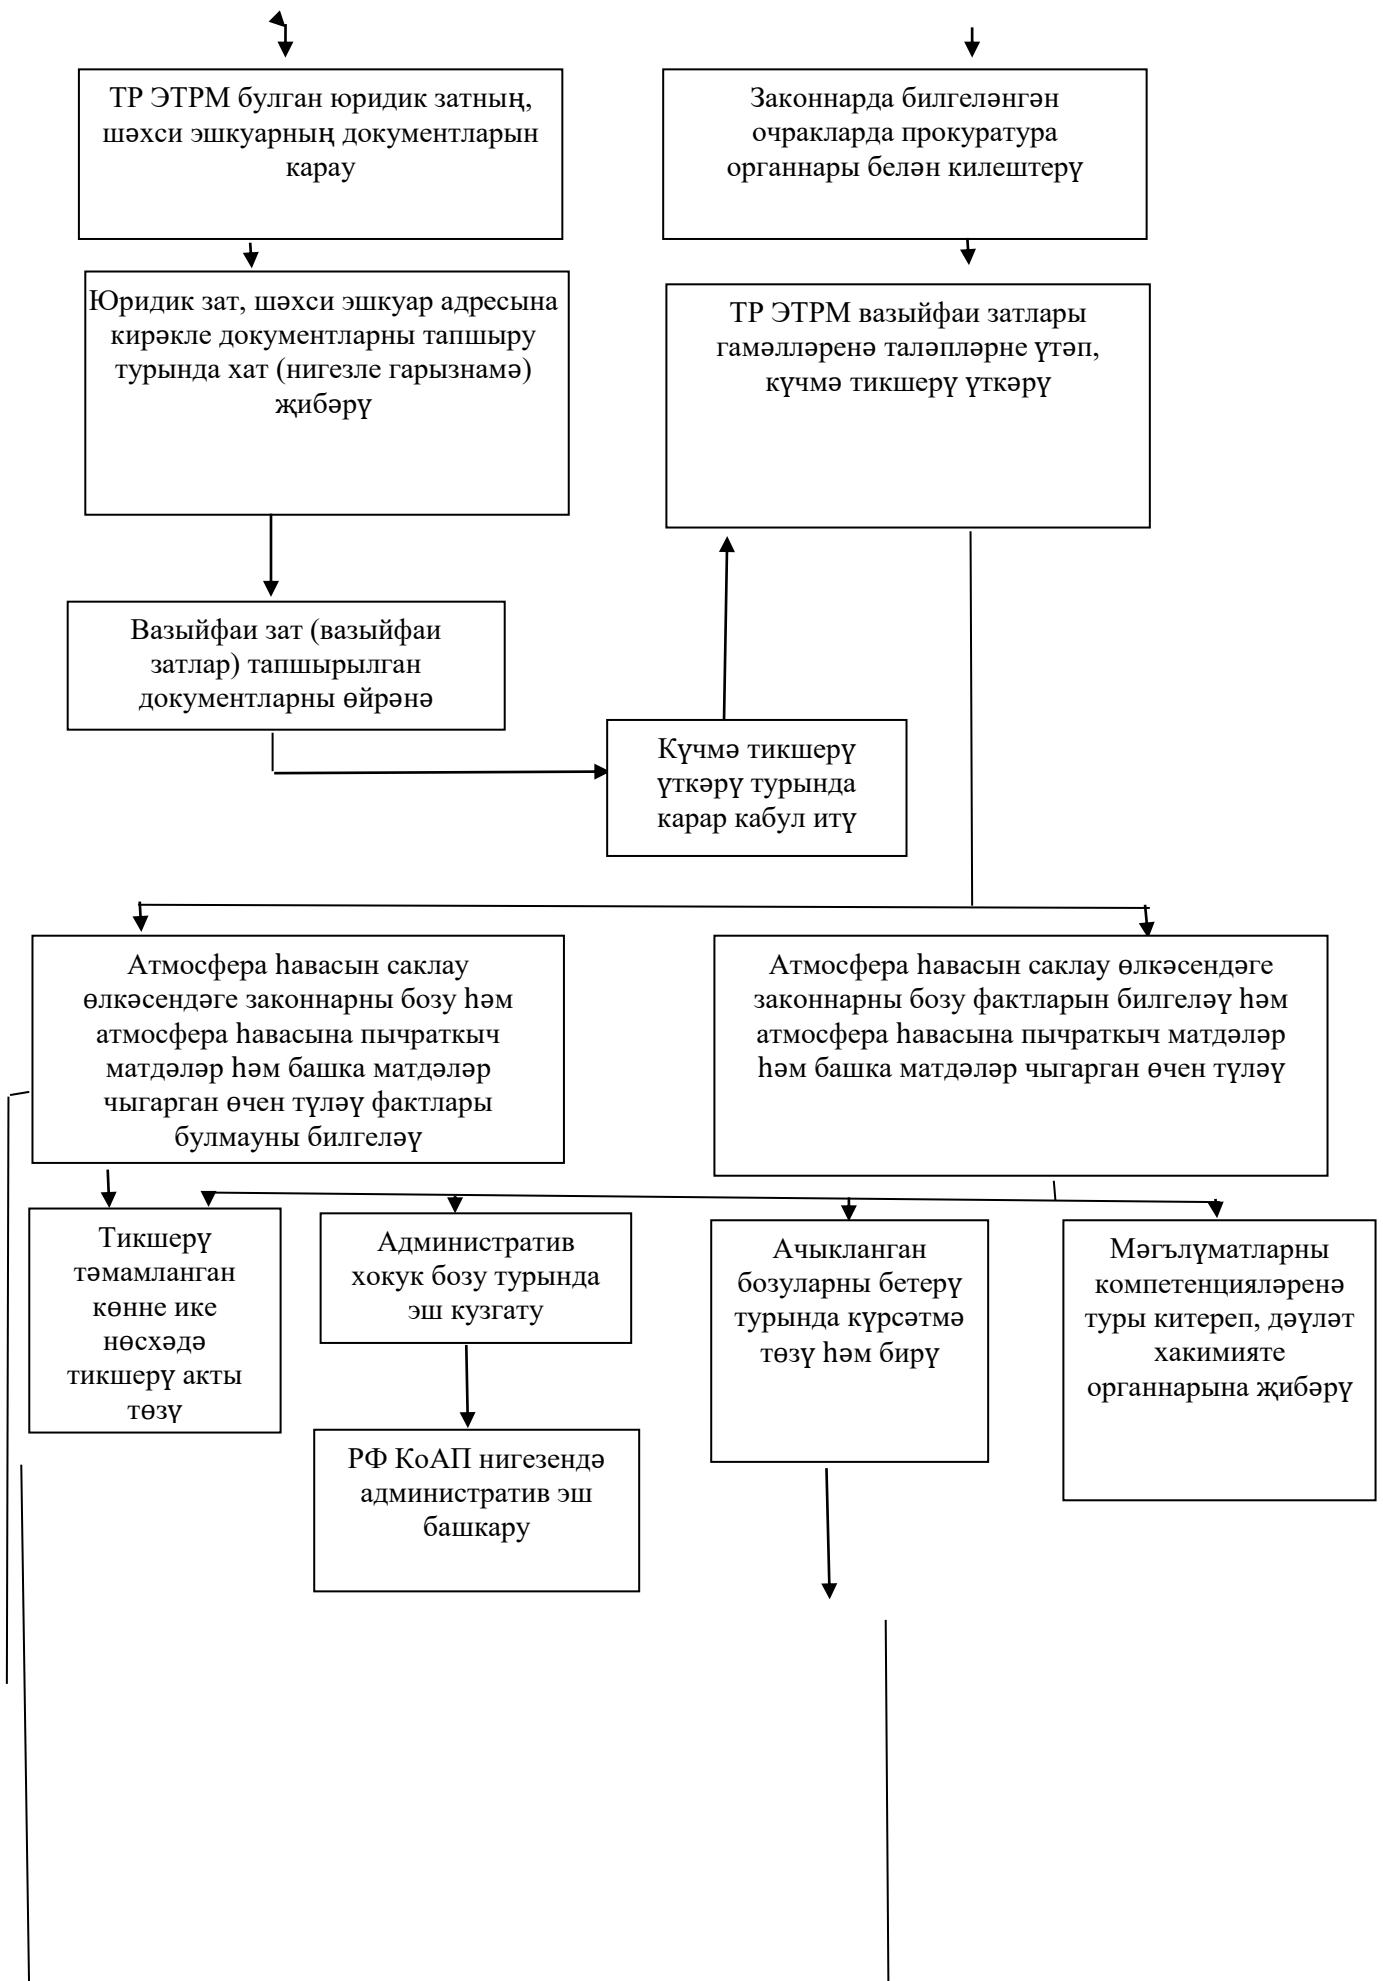 ТР ЭТРМ булган юридик затның,
шәхси эшкуарның документларын
карау
Законнарда билгеләнгән
очракларда прокуратура
органнары белән килештерү
Юридик зат, шәхси эшкуар адресына
кирәкле документларны тапшыру
турында хат (нигезле гарызнамә)
җибәрү
ТР ЭТРМ вазыйфаи затлары
гамәлләренә таләпләрне үтәп,
күчмә тикшерү үткәрү
Вазыйфаи зат (вазыйфаи
затлар) тапшырылган
документларны өйрәнә
Күчмә тикшерү
үткәрү турында
карар кабул итү
Атмосфера һавасын саклау
өлкәсендәге законнарны бозу һәм
атмосфера һавасына пычраткыч
матдәләр һәм башка матдәләр
чыгарган өчен түләү фактлары
булмауны билгеләү
Атмосфера һавасын саклау өлкәсендәге
законнарны бозу фактларын билгеләү һәм
атмосфера һавасына пычраткыч матдәләр
һәм башка матдәләр чыгарган өчен түләү
Тикшерү
тәмамланган
көнне ике
нөсхәдә
тикшерү акты
төзү
Административ
хокук бозу турында
эш кузгату
Ачыкланган
бозуларны бетерү
турында күрсәтмә
төзү һәм бирү
Мәгълүматларны
компетенцияләренә
туры китереп, дәүләт
хакимияте
органнарына җибәрү
РФ КоАП нигезендә
административ эш
башкару